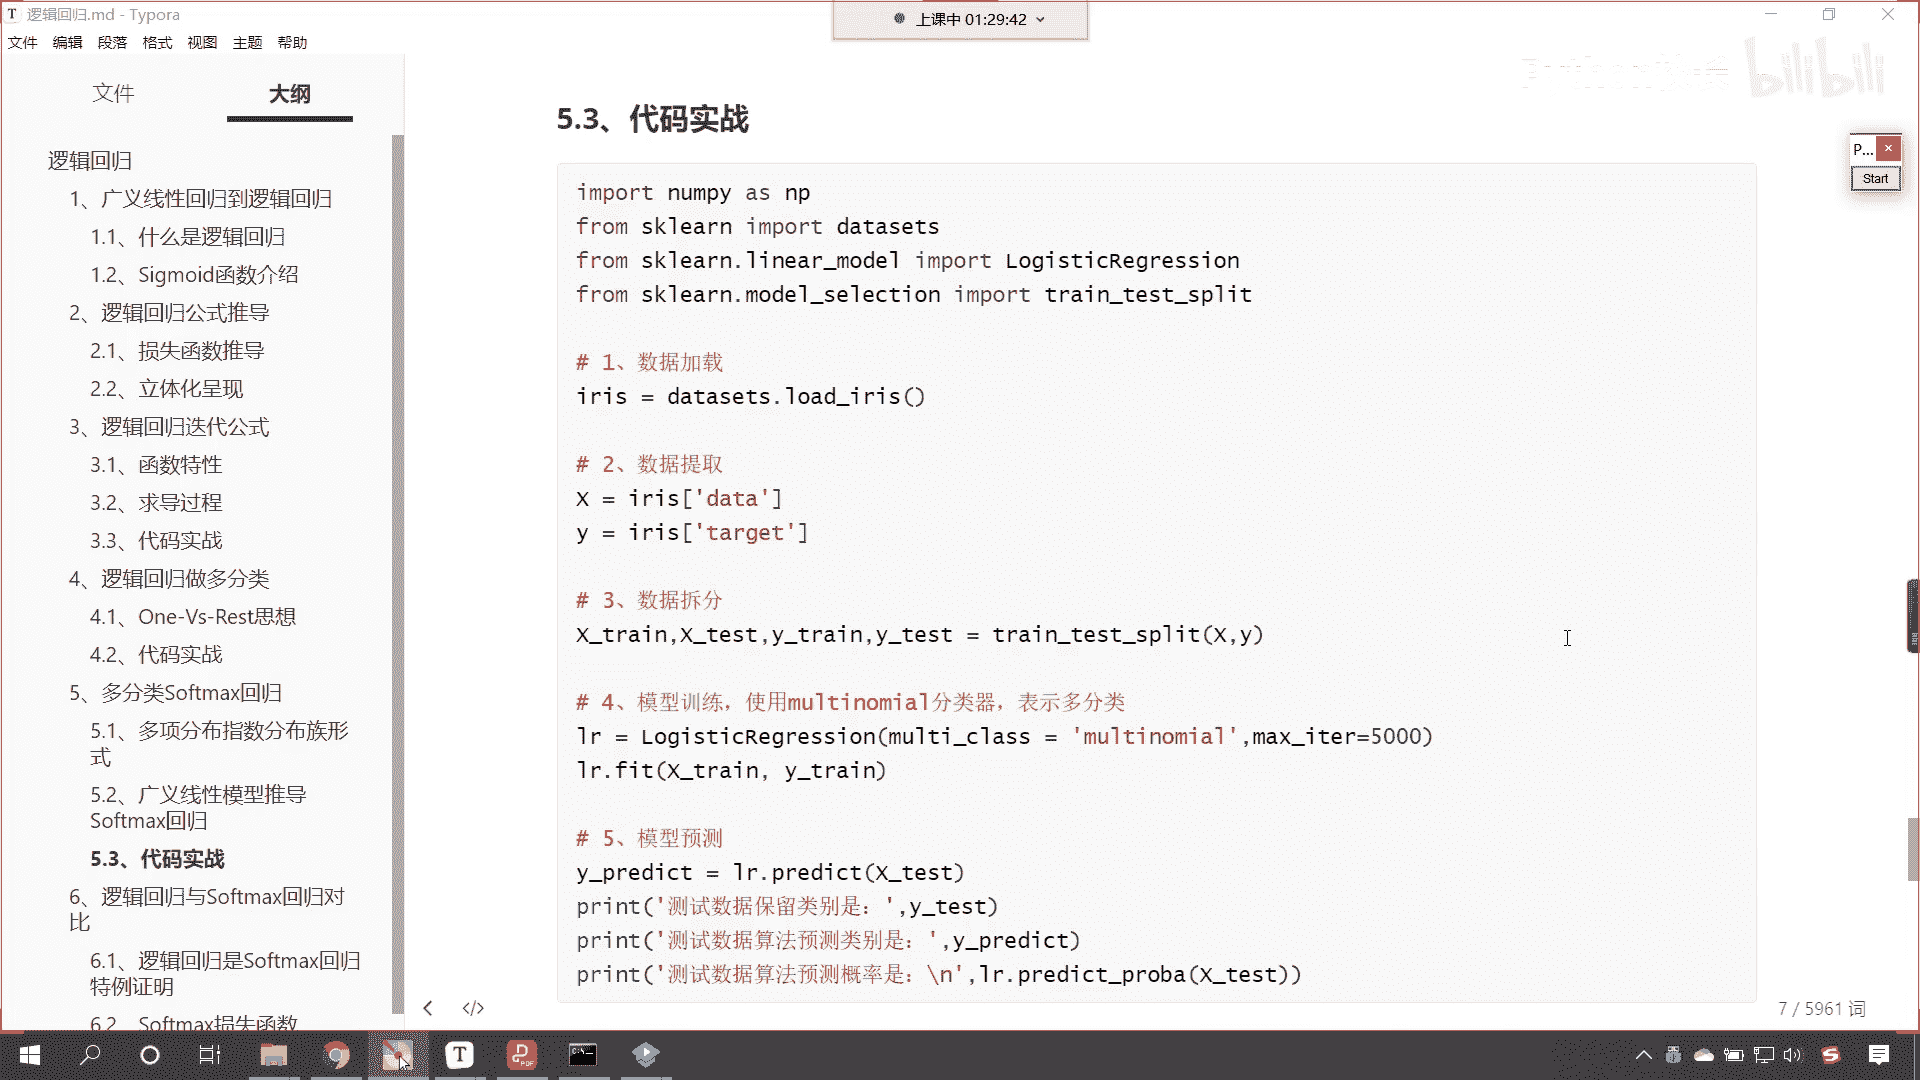 逻辑回归.md - Typora
上课中 01:29:42
文件 编辑 段落 格式 视图 主题 帮助
bilibili
文件 大纲
P...
Start
逻辑回归
1、广义线性回归到逻辑回归
1.1、什么是逻辑回归
1.2、Sigmoid函数介绍
2、逻辑回归公式推导
2.1、损失函数推导
2.2、立体化呈现
3、逻辑回归迭代公式
3.1、函数特性
3.2、求导过程
3.3、代码实战
4、逻辑回归做多分类
4.1、One-Vs-Rest思想
4.2、代码实战
5、多分类Softmax回归
5.1、多项分布指数分布族形
式
5.2、广义线性模型推导
Softmax回归
5.3、代码实战
6、逻辑回归与Softmax回归对
比
6.1、逻辑回归是Softmax回归
特例证明
6.2、Softmax损失函数
5.3、代码实战
import numpy as np
from sklearn import datasets
from sklearn.linear_model import LogisticRegression
from sklearn.model_selection import train_test_split
# 1、数据加载
iris = datasets.load_iris()
# 2、数据提取
X = iris['data']
y = iris['target']
# 3、数据拆分
X_train,X_test,y_train,y_test = train_test_split(X,y)
# 4、模型训练，使用multinomial分类器，表示多分类
lr = LogisticRegression(multi_class = 'multinomial',max_iter=5000)
lr.fit(X_train, y_train)
# 5、模型预测
y_predict = lr.predict(X_test)
print('测试数据保留类别是：',y_test)
print('测试数据算法预测类别是：',y_predict)
print('测试数据算法预测概率是：\n',lr.predict_proba(X_test))
7 / 5961 词